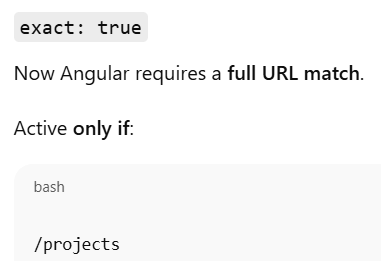 exact: true
Now Angular requires a full URL match.
Active only if:
bash
/projects